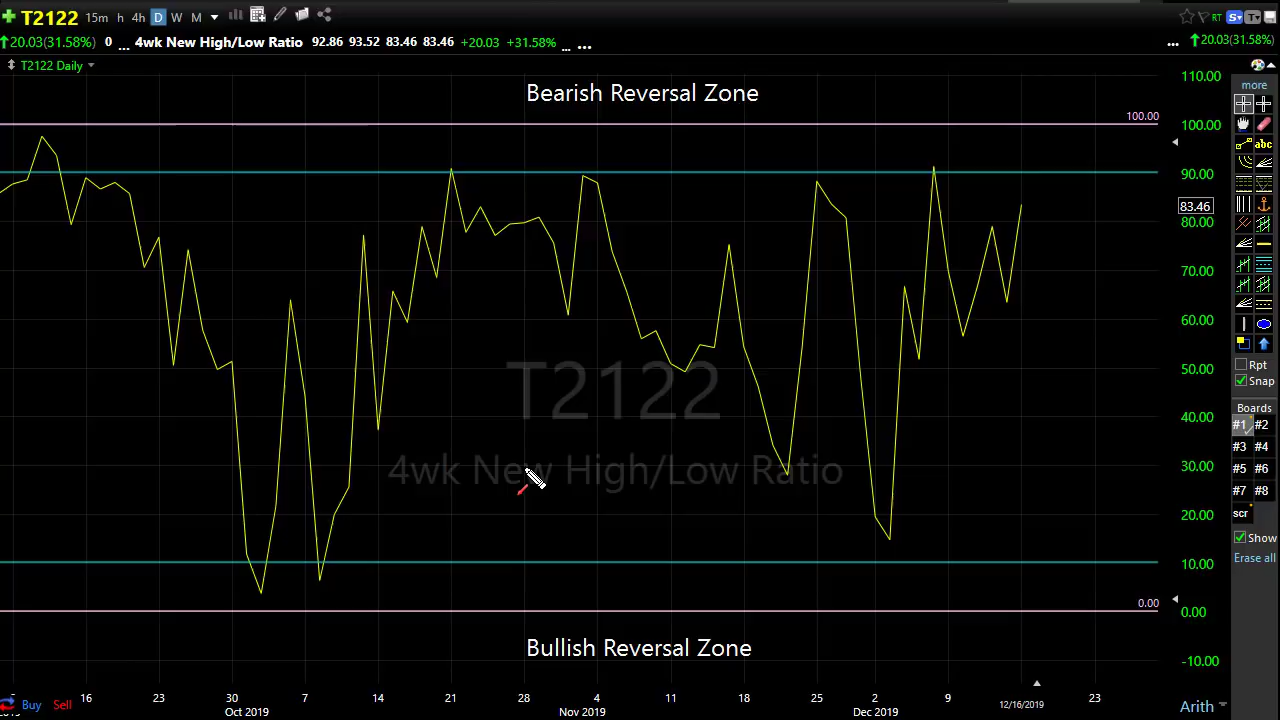 T2122 15m h 4h D W M RT S T
20.03(31.58%) 0 ... 4wk New High/Low Ratio 92.86 93.52 83.46 83.46 +20.03 +31.58% ... ... ... 20.03(31.58%)
T2122 Daily
Bearish Reversal Zone
110.00
more
100.00
100.00
abc
90.00
83.46
80.00
70.00
60.00
T2122
50.00
Rpt
Snap
40.00
Boards
#1 #2
#3 #4
4wk New High/Low Ratio
30.00
#5 #6
#7 #8
20.00
scr
Show
10.00
Erase all
0.00
0.00
Bullish Reversal Zone
-10.00
16 23 30 7 14 21 28 4 11 18 25 2 9 12/16/2019 23
Buy Sell
Oct 2019 Nov 2019 Dec 2019
Arith